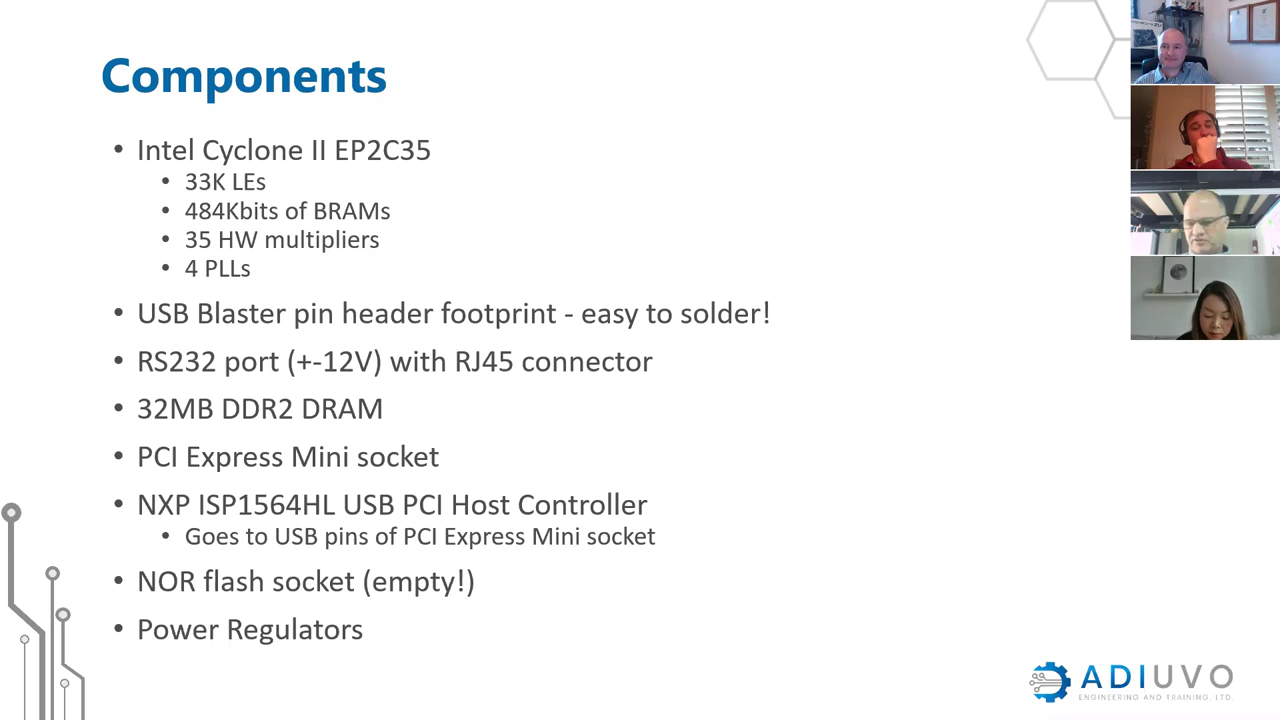 Components
• Intel Cyclone II EP2C35
• 33K LEs
• 484Kbits of BRAMs
• 35 HW multipliers
• 4 PLLs
• USB Blaster pin header footprint - easy to solder!
• RS232 port (+-12V) with RJ45 connector
• 32MB DDR2 DRAM
• PCI Express Mini socket
• NXP ISP1564HL USB PCI Host Controller
• Goes to USB pins of PCI Express Mini socket
• NOR flash socket (empty!)
• Power Regulators
ADIUVO
ENGINEERING AND TRAINING, LTD.